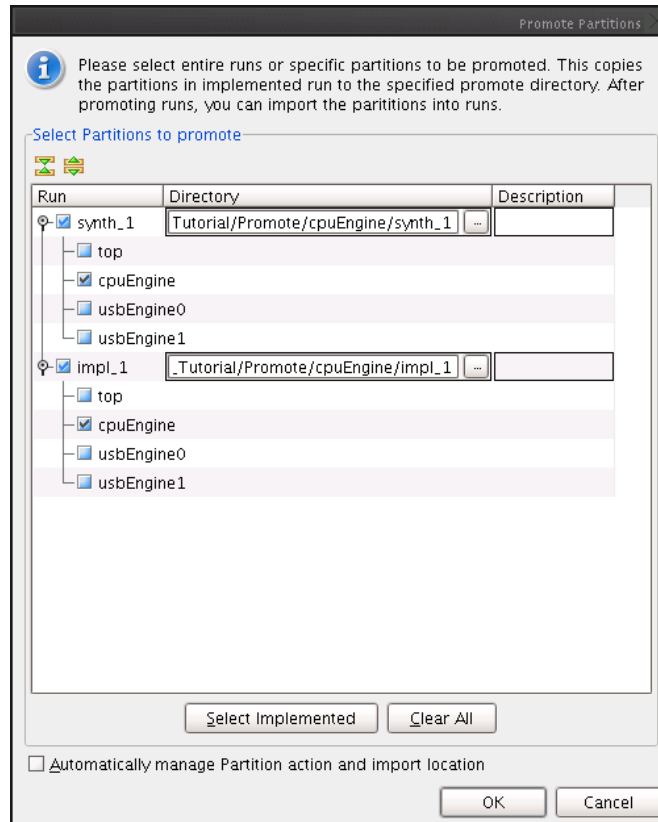 Promote Partitions
Please select entire runs or specific partitions to be promoted. This copies
the partitions in implemented run to the specified promote directory. After
promoting runs, you can import the parititions into runs.
Select Partitions to promote
Run Directory Description
synth_1 Tutorial/Promote/cpuEngine/synth_1 ...
top
cpuEngine
usbEngine0
usbEngine1
impl_1 _Tutorial/Promote/cpuEngine/impl_1 ...
top
cpuEngine
usbEngine0
usbEngine1
Select Implemented Clear All
Automatically manage Partition action and import location
OK Cancel